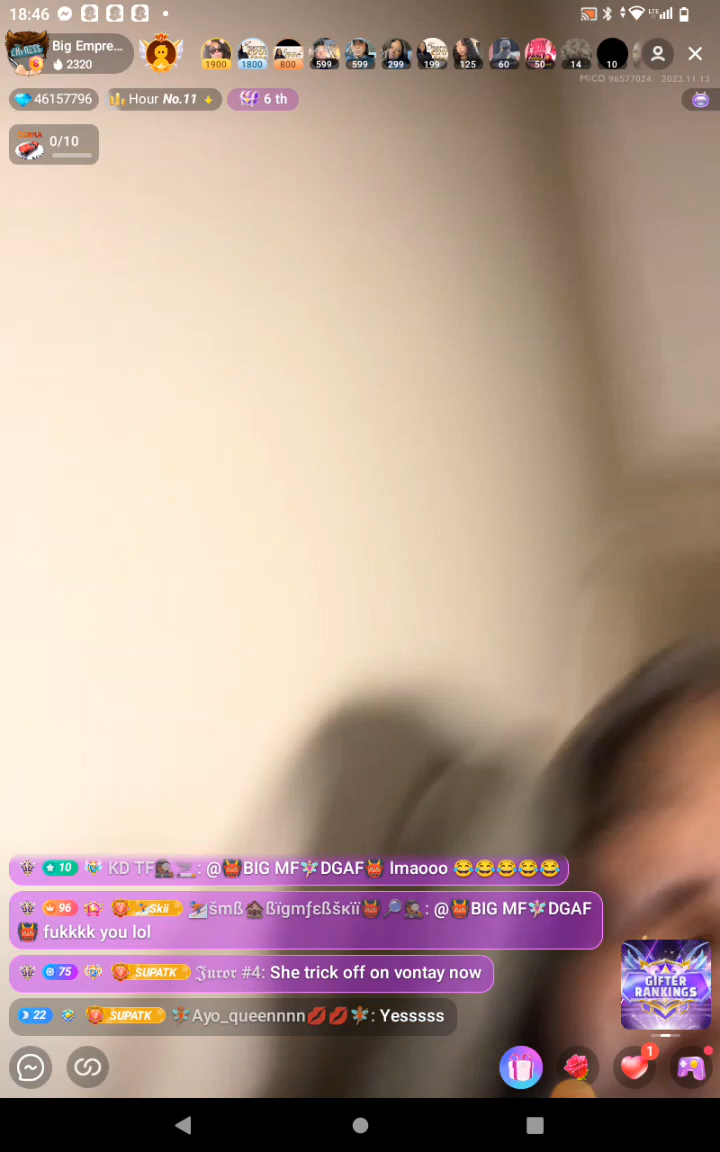 18:46
Big Empre...
2320
1900 1800 800 599 599 299 199 125 60 50 14 10
MICO 96577024 2023.11.13
46157796 Hour No.11 6 th
0/10
10 KD TF🕵🏿🚬: @👹BIG MF🧚DGAF👹 lmaooo 😂😂😂😂😂
96 Skii ⛷šmß🏚ßïgmƒεßškïï👹🔎🕵🏿: @👹BIG MF🧚DGAF
👹 fukkkk you lol
75 SUPATK 𝔍𝔲𝔯𝔬𝔯 #4: She trick off on vontay now
22 SUPATK 🧚Ayo_queennnn💋💋🧚: Yesssss
GIFTER
RANKINGS
1